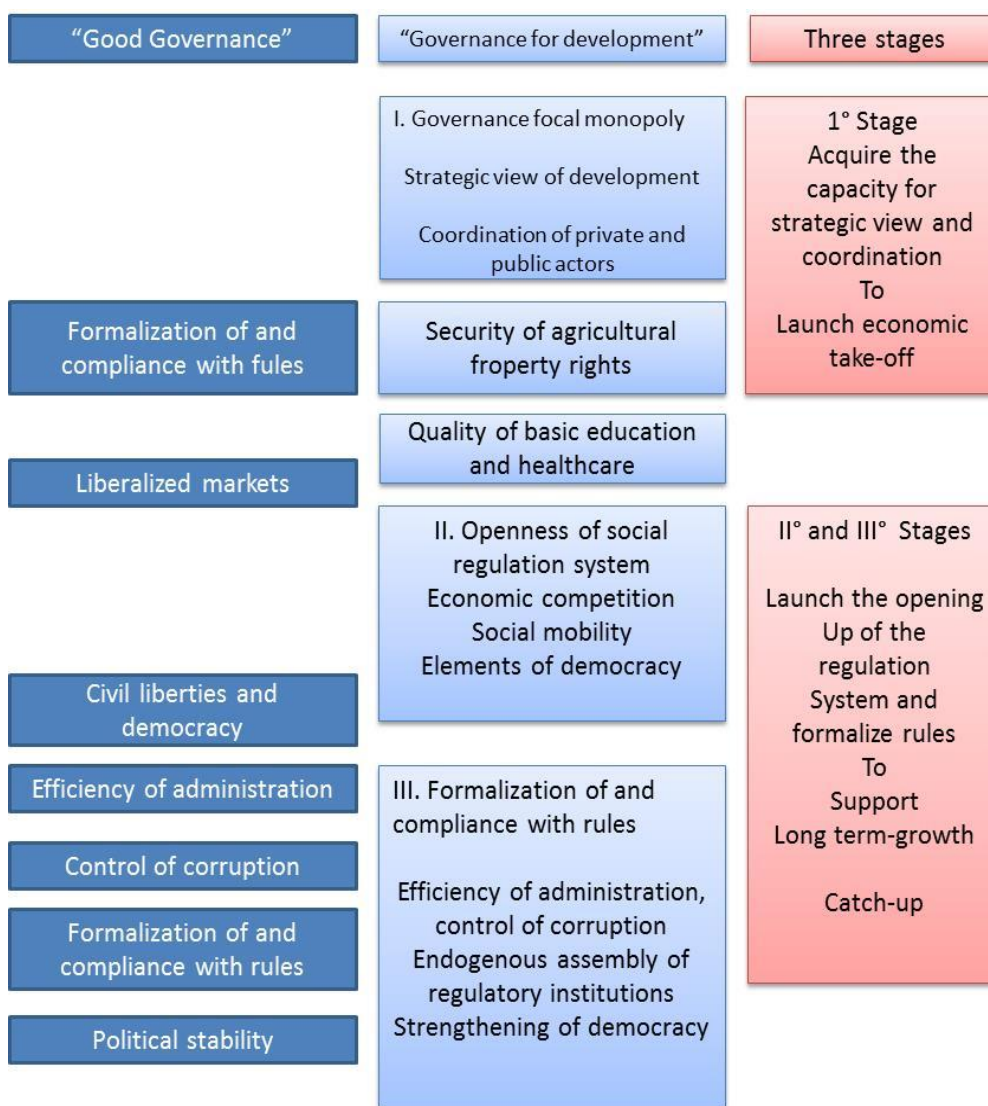 “Good Governance”
“Governance for development”
Three stages
I. Governance focal monopoly
Strategic view of development
Coordination of private and
public actors
1° Stage
Acquire the
capacity for
strategic view and
coordination
To
Launch economic
take-off
Formalization of and
compliance with fules
Security of agricultural
froperty rights
Quality of basic education
and healthcare
Liberalized markets
II. Openness of social
regulation system
Economic competition
Social mobility
Elements of democracy
II° and III° Stages
Launch the opening
Up of the
regulation
System and
formalize rules
To
Support
Long term-growth
Catch-up
Civil liberties and
democracy
Efficiency of administration
Control of corruption
Formalization of and
compliance with rules
Political stability
III. Formalization of and
compliance with rules
Efficiency of administration,
control of corruption
Endogenous assembly of
regulatory institutions
Strengthening of democracy